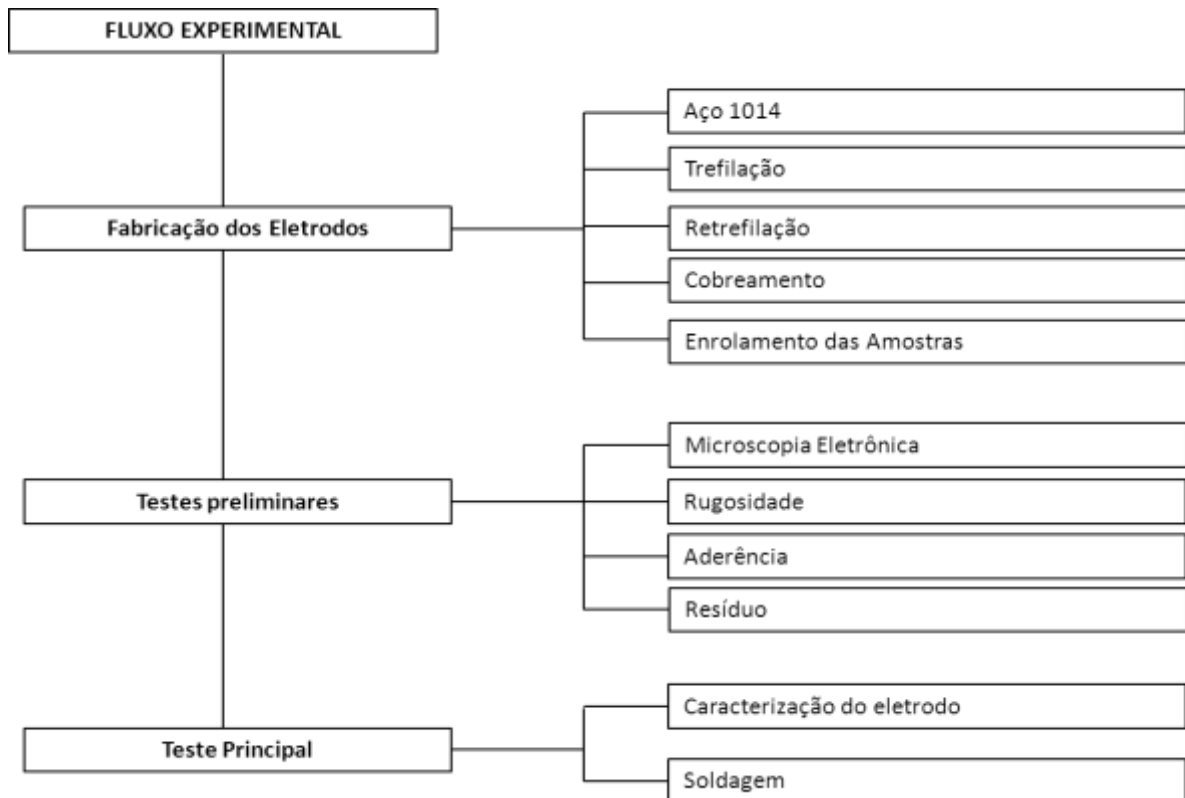 FLUXO EXPERIMENTAL
Fabricação dos Eletrodos
Aço 1014
Trefilação
Retrefilação
Cobreamento
Enrolamento das Amostras
Testes preliminares
Microscopia Eletrônica
Rugosidade
Aderência
Resíduo
Teste Principal
Caracterização do eletrodo
Soldagem